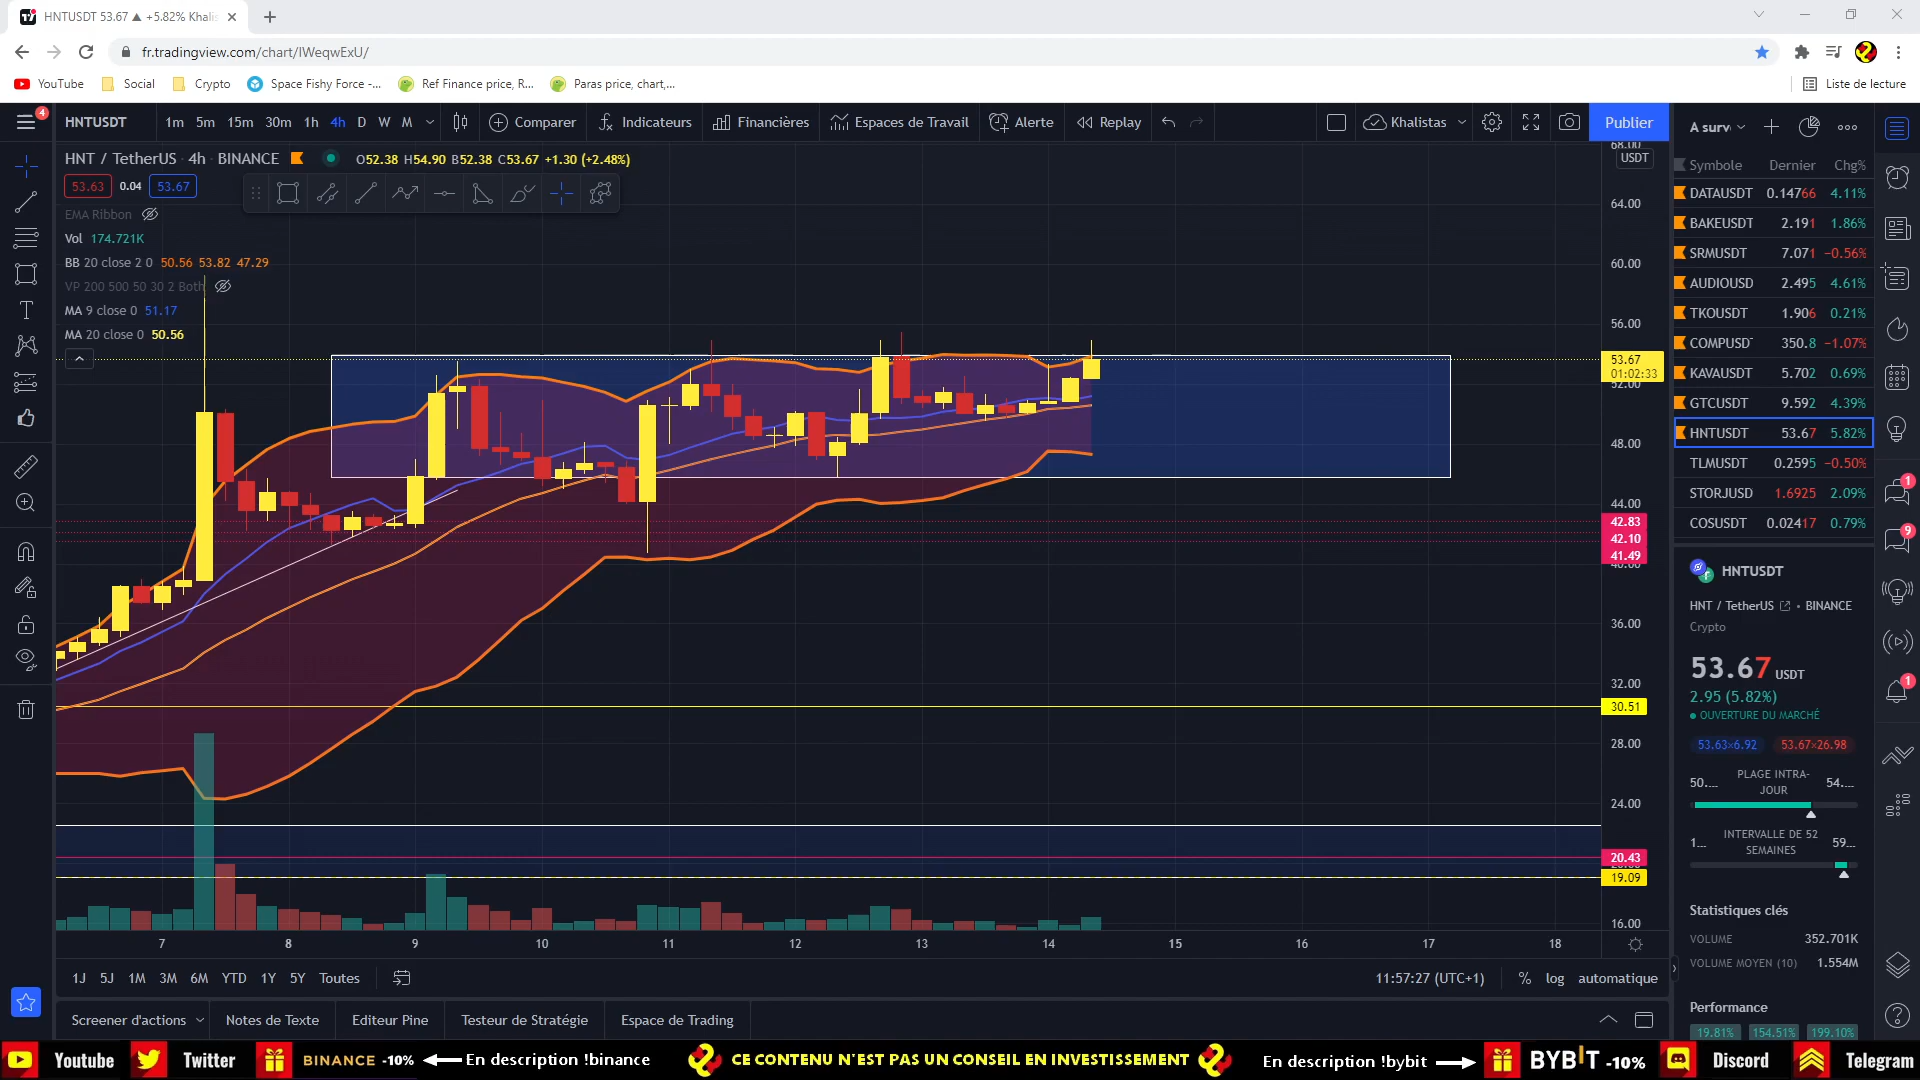 HNTUSDT 53.67 ▲ +5.82% Khalis
fr.tradingview.com/chart/IWeqwExU/
YouTube
Social
Crypto
Space Fishy Force -...
Ref Finance price, R...
Paras price, chart,...
Liste de lecture
4
HNTUSDT
1m 5m 15m 30m 1h 4h D W M
Comparer
Indicateurs
Financières
Espaces de Travail
Alerte
Replay
Khalistas
Publier
HNT / TetherUS · 4h · BINANCE
O52.38 H54.90 B52.38 C53.67 +1.30 (+2.48%)
53.63 0.04 53.67
EMA Ribbon
Vol 174.721K
BB 20 close 2 0 50.56 53.82 47.29
VP 200 500 50 30 2 Both
MA 9 close 0 51.17
MA 20 close 0 50.56
68.00
USDT
64.00
60.00
56.00
53.67
01:02:33
52.00
48.00
44.00
42.83
42.10
41.49
40.00
36.00
32.00
30.51
28.00
24.00
20.43
19.09
16.00
7 8 9 10 11 12 13 14 15 16 17 18
1J 5J 1M 3M 6M YTD 1Y 5Y Toutes
11:57:27 (UTC+1)
% log automatique
Screener d'actions
Notes de Texte
Editeur Pine
Testeur de Stratégie
Espace de Trading
A surv
Symbole Dernier Chg%
DATAUSDT 0.14766 4.11%
BAKEUSDT 2.191 1.86%
SRMUSDT 7.071 −0.56%
AUDIOUSD 2.495 4.61%
TKOUSDT 1.906 0.21%
COMPUSD 350.8 −1.07%
KAVAUSDT 5.702 0.69%
GTCUSDT 9.592 4.39%
HNTUSDT 53.67 5.82%
TLMUSDT 0.2595 −0.50%
STORJUSD 1.6925 2.09%
COSUSDT 0.02417 0.79%
HNTUSDT
HNT / TetherUS • BINANCE
Crypto
53.67 USDT
2.95 (5.82%)
OUVERTURE DU MARCHÉ
53.63×6.92 53.67×26.98
50.... PLAGE INTRA-JOUR 54....
1... INTERVALLE DE 52 SEMAINES 59...
Statistiques clés
VOLUME 352.701K
VOLUME MOYEN (10) 1.554M
Performance
19.81% 154.51% 199.10%
1
9
1
Youtube
Twitter
BINANCE -10%
En description !binance
CE CONTENU N'EST PAS UN CONSEIL EN INVESTISSEMENT
En description !bybit
BYBIT -10%
Discord
Telegram